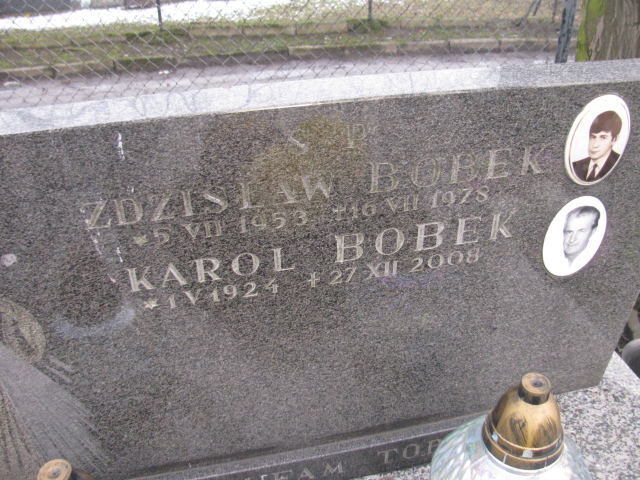 Ś P
ZDZISŁAW BOBEK
* 5 VII 1953 + 16 VII 1978
KAROL BOBEK
* 1 V 1924 + 27 XII 2008